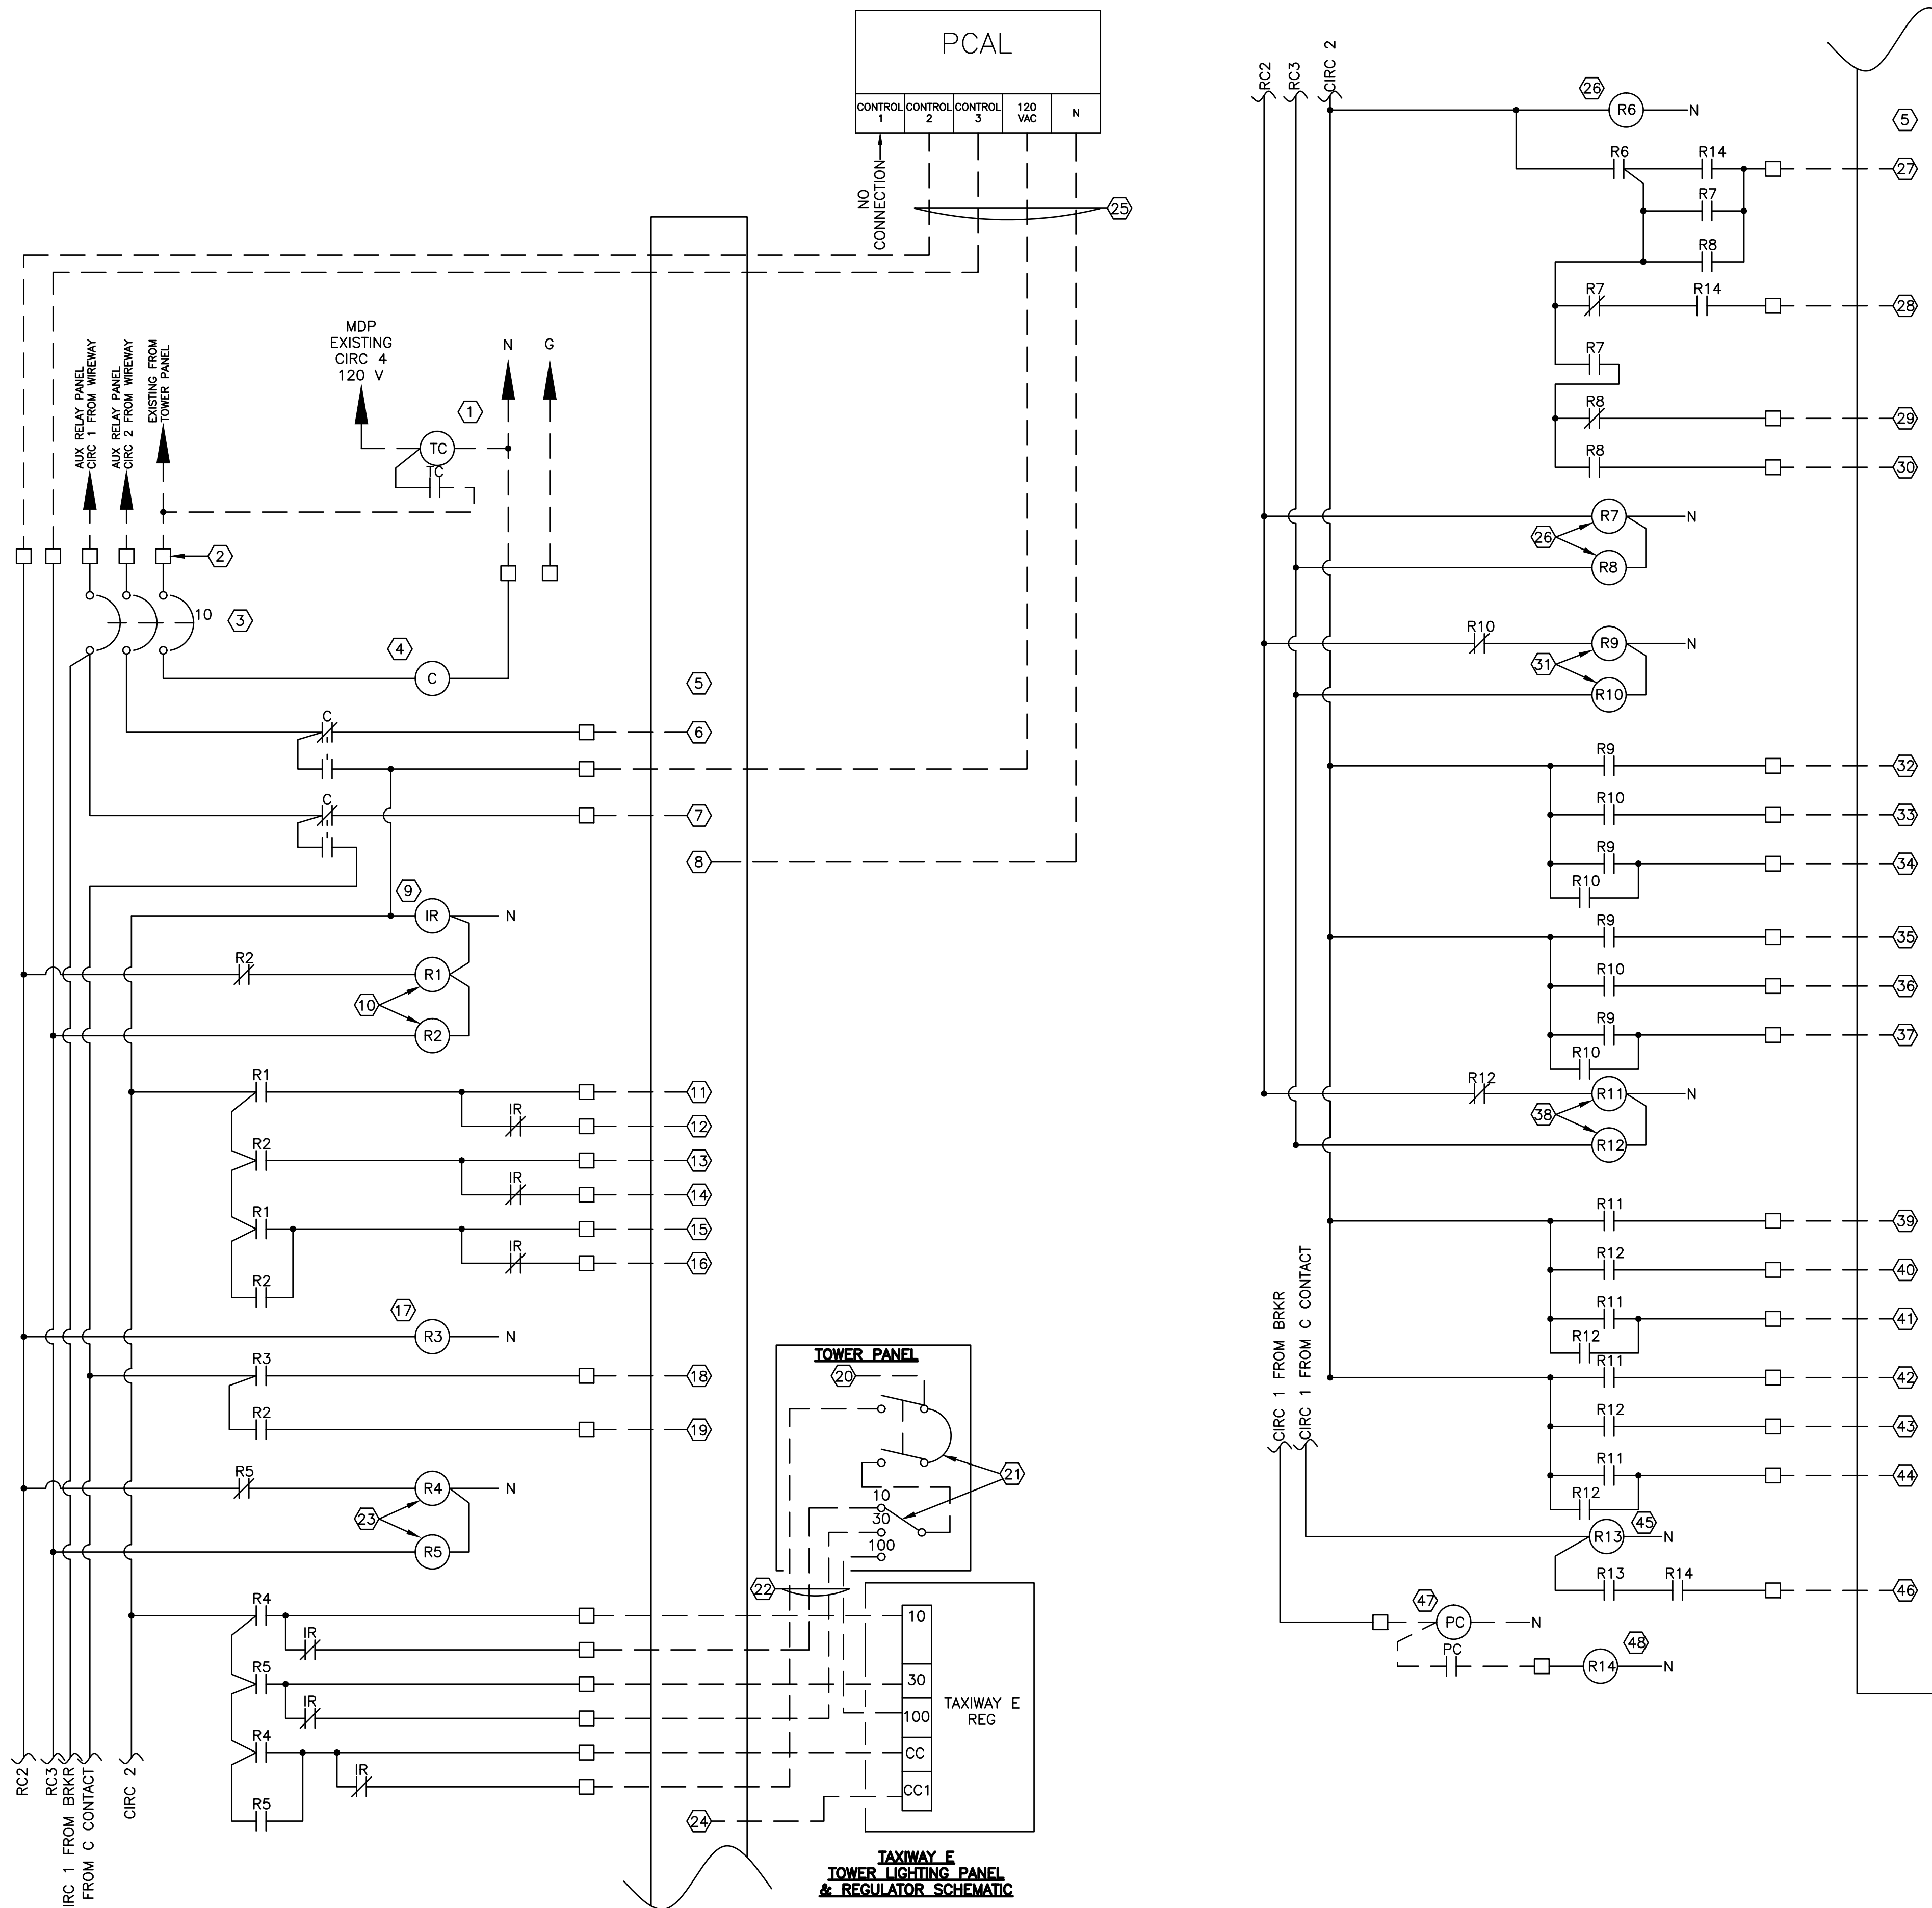 PCAL
CONTROL 1
CONTROL 2
CONTROL 3
120 VAC
N
NO CONNECTION
25
MDP
EXISTING
CIRC 4
120 V
N
G
AUX RELAY PANEL
CIRC 1 FROM WIREWAY
AUX RELAY PANEL
CIRC 2 FROM WIREWAY
EXISTING FROM
TOWER PANEL
1
TC
TC
2
10
3
4
C
5
C
6
C
7
8
9
IR
N
R2
R1
10
R2
R1
11
IR
12
R2
13
IR
14
R1
15
IR
16
R2
17
R3
N
R3
18
R2
19
R5
R4
N
23
R5
R4
IR
R5
IR
R4
IR
R5
24
RC2
RC3
IRC 1 FROM BRKR
FROM C CONTACT
CIRC 2
TOWER PANEL
20
21
10
30
100
22
10
30
100
CC
CC1
TAXIWAY E
REG
TAXIWAY E
TOWER LIGHTING PANEL
& REGULATOR SCHEMATIC
RC2
RC3
CIRC 2
26
R6
N
5
R6
R14
27
R7
R8
R7
R14
28
R7
R8
29
R8
30
R7
N
26
R8
R10
R9
N
31
R10
R9
32
R10
33
R9
34
R10
R9
35
R10
36
R9
37
R10
R12
R11
N
38
R12
R11
39
R12
40
R11
41
R12
R11
42
R12
43
R11
44
R12
CIRC 1 FROM BRKR
CIRC 1 FROM C CONTACT
R13
45
N
R13
R14
46
47
PC
N
PC
R14
48
N